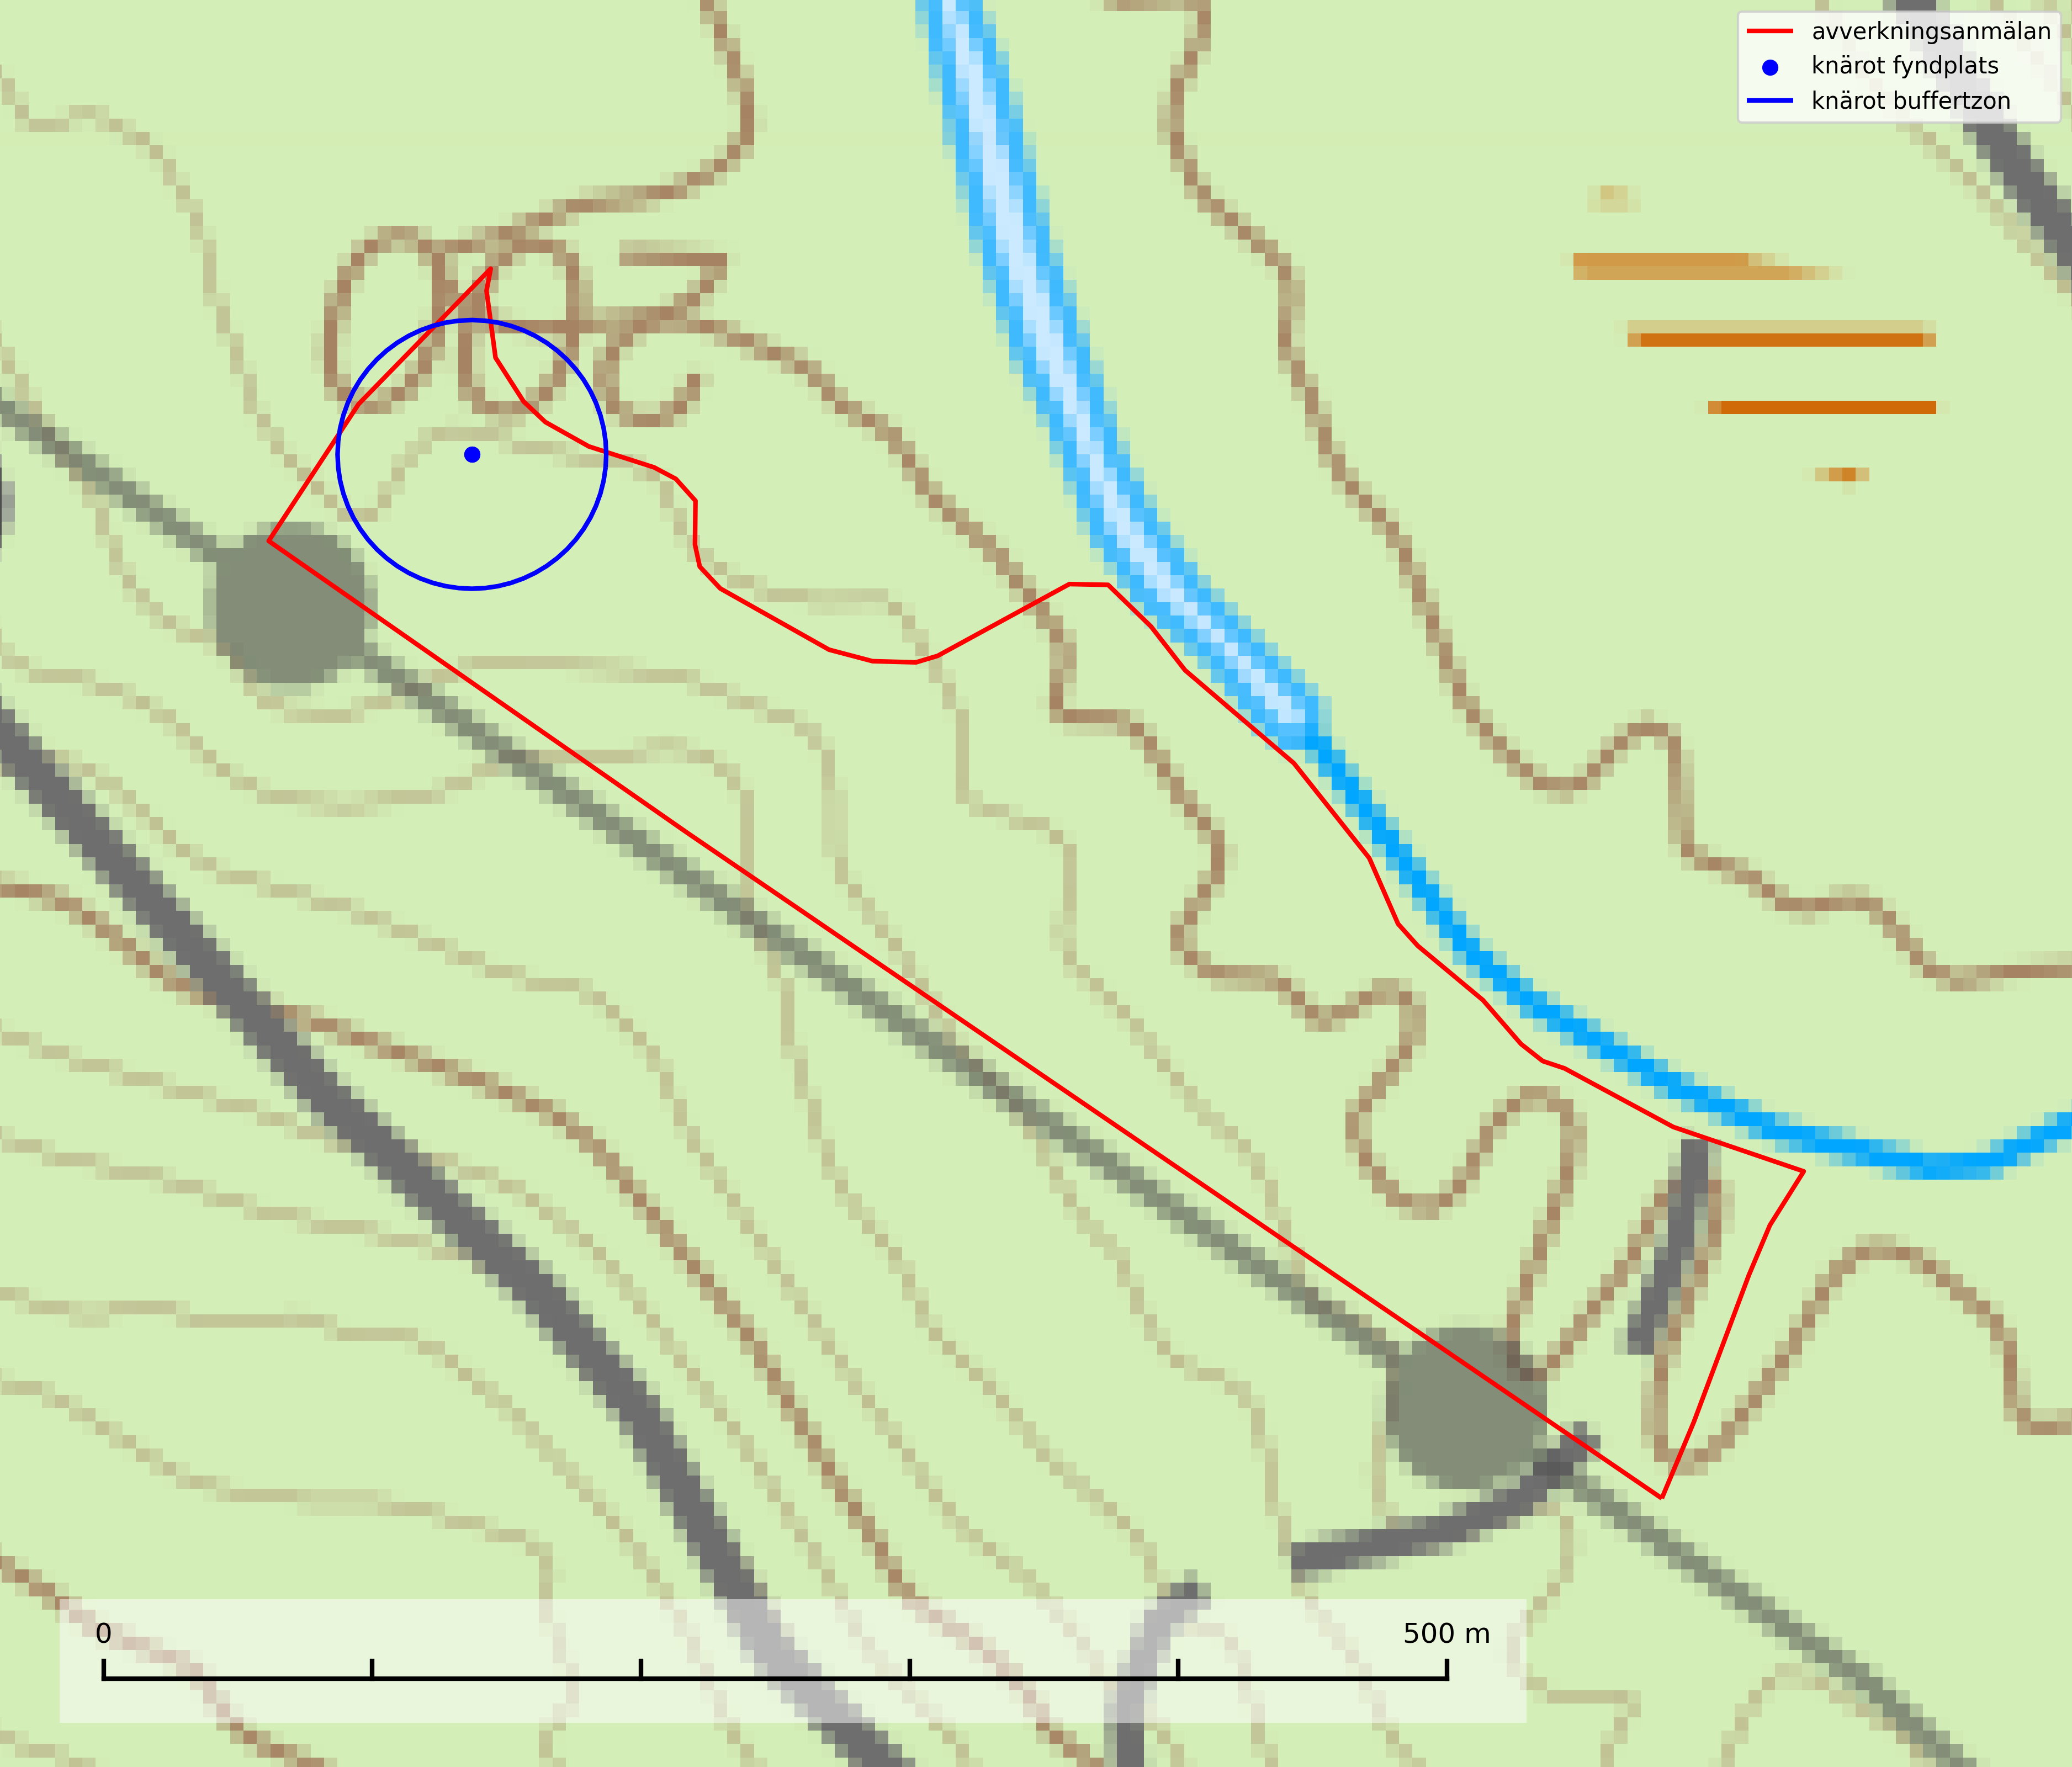 avverkningsanmälan
knärot fyndplats
knärot buffertzon
0
500 m